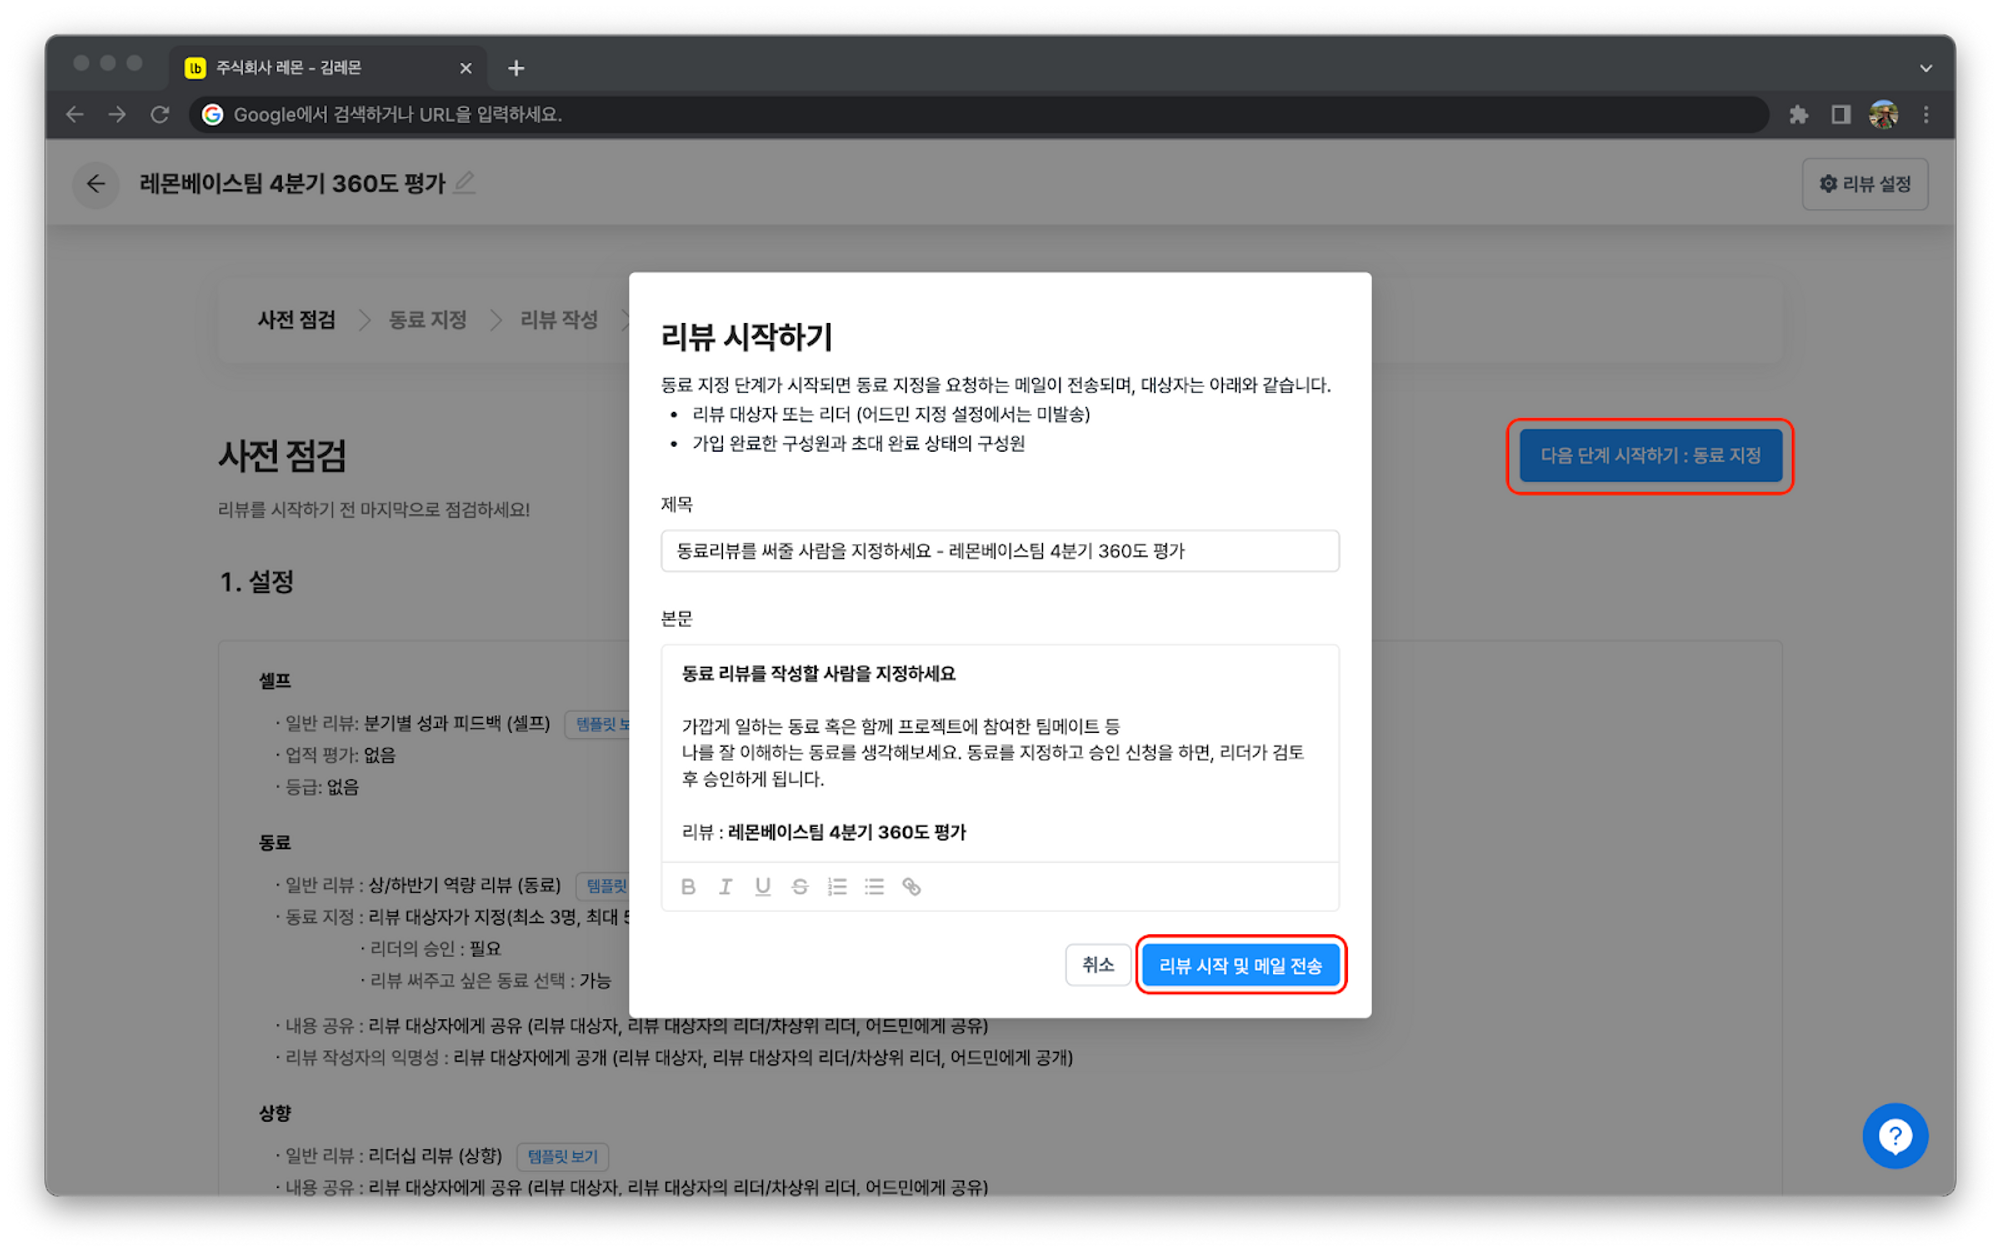 lb 주식회사 레몬 - 김레몬
Google에서 검색하거나 URL을 입력하세요.
레몬베이스팀 4분기 360도 평가
리뷰 설정
사전 점검
동료 지정
리뷰 작성
사전 점검
다음 단계 시작하기 : 동료 지정
리뷰를 시작하기 전 마지막으로 점검하세요!
1. 설정
셀프
· 일반 리뷰: 분기별 성과 피드백 (셀프) 템플릿
· 업적 평가: 없음
· 등급: 없음
동료
· 일반 리뷰 : 상/하반기 역량 리뷰 (동료) 템플릿
· 동료 지정 : 리뷰 대상자가 지정(최소 3명, 최대
· 리더의 승인 : 필요
· 리뷰 써주고 싶은 동료 선택 : 가능
· 내용 공유 : 리뷰 대상자에게 공유 (리뷰 대상자, 리뷰 대상자의 리더/차상위 리더, 어드민에게 공유)
· 리뷰 작성자의 익명성 : 리뷰 대상자에게 공개 (리뷰 대상자, 리뷰 대상자의 리더/차상위 리더, 어드민에게 공개)
상향
· 일반 리뷰 : 리더십 리뷰 (상향) 템플릿 보기
· 내용 공유 : 리뷰 대상자에게 공유 (리뷰 대상자, 리뷰 대상자의 리더/차상위 리더, 어드민에게 공유)
리뷰 시작하기
동료 지정 단계가 시작되면 동료 지정을 요청하는 메일이 전송되며, 대상자는 아래와 같습니다.
• 리뷰 대상자 또는 리더 (어드민 지정 설정에서는 미발송)
• 가입 완료한 구성원과 초대 완료 상태의 구성원
제목
동료리뷰를 써줄 사람을 지정하세요 - 레몬베이스팀 4분기 360도 평가
본문
동료 리뷰를 작성할 사람을 지정하세요
가깝게 일하는 동료 혹은 함께 프로젝트에 참여한 팀메이트 등
나를 잘 이해하는 동료를 생각해보세요. 동료를 지정하고 승인 신청을 하면, 리더가 검토
후 승인하게 됩니다.
리뷰 : 레몬베이스팀 4분기 360도 평가
B I U S
취소
리뷰 시작 및 메일 전송
?